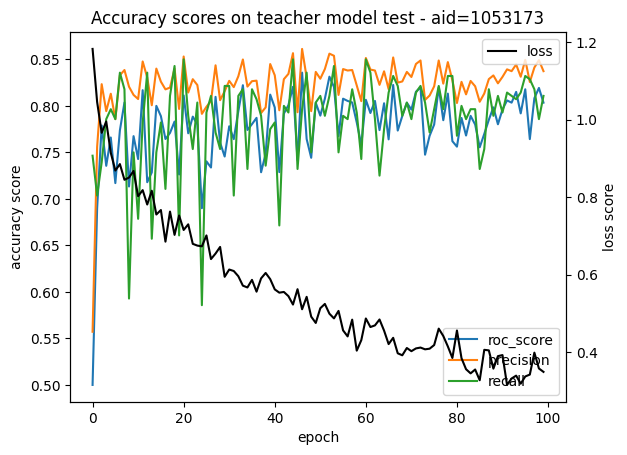 Accuracy scores on teacher model test - aid=1053173
loss
accuracy score
0.85
0.80
0.75
0.70
0.65
0.60
0.55
0.50
1.2
1.0
0.8
0.6
0.4
loss score
roc_score
precision
recall
0
20
40
60
80
100
epoch